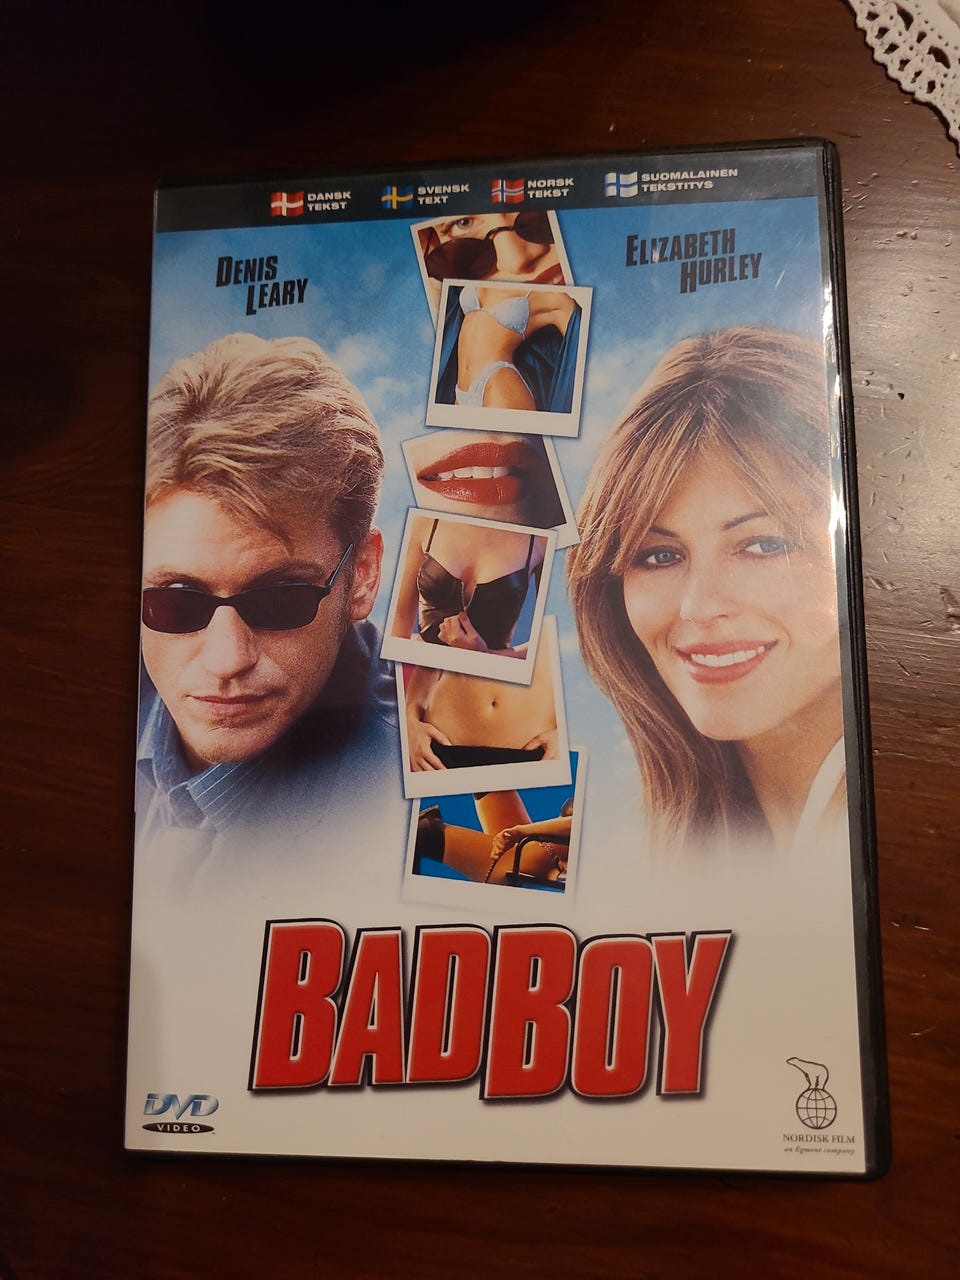 DANSK
TEKST
SVENSK
TEXT
NORSK
TEKST
SUOMALAINEN
TEKSTITYS
DENIS
LEARY
ELIZABETH
HURLEY
BADBOY
DVD
VIDEO
NORDISK FILM
an Egmont company